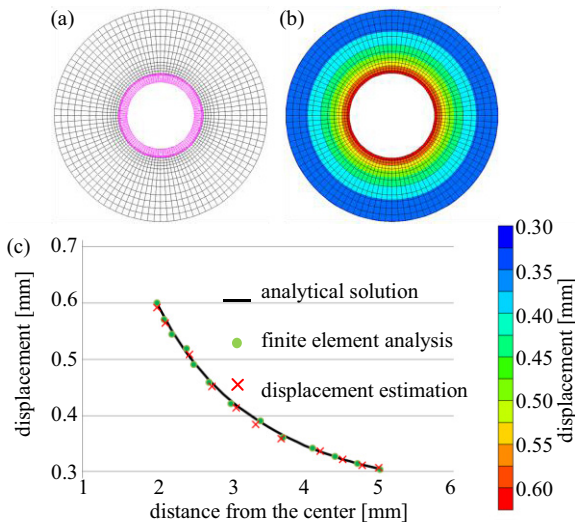 (a)
(b)
(c)
0.7
0.6
0.5
0.4
0.3
displacement [mm]
1
2
3
4
5
6
distance from the center [mm]
analytical solution
finite element analysis
displacement estimation
0.30
0.35
0.40
0.45
0.50
0.55
0.60
displacement [mm]